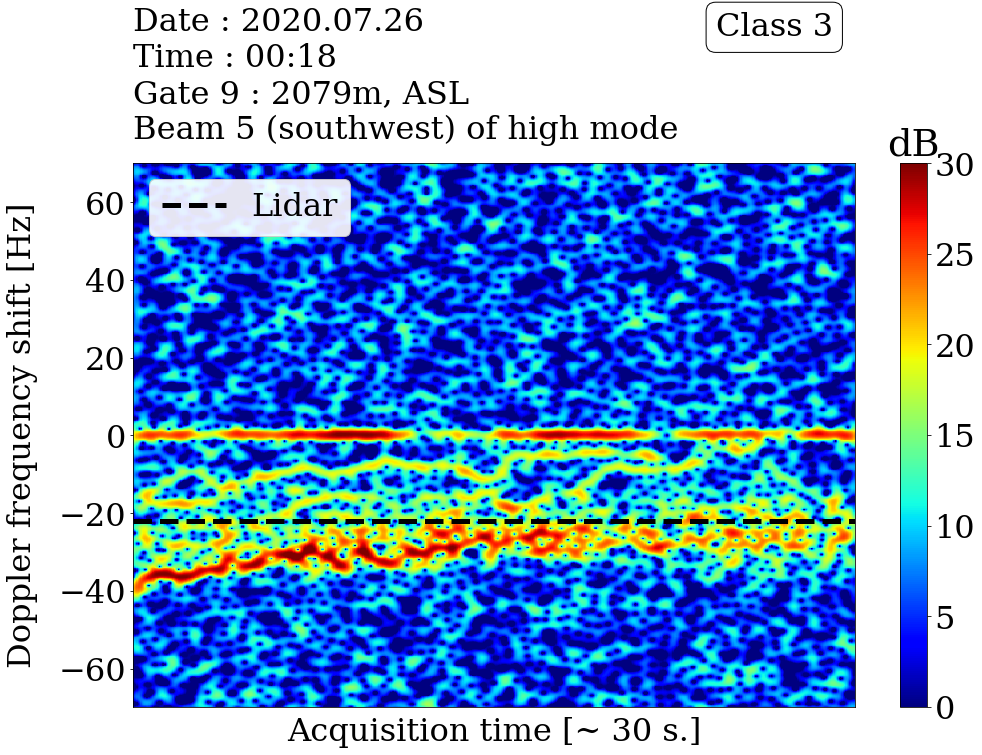 Date : 2020.07.26
Time : 00:18
Gate 9 : 2079m, ASL
Beam 5 (southwest) of high mode
Class 3
dB
Lidar
Doppler frequency shift [Hz]
60
40
20
0
−20
−40
−60
30
25
20
15
10
5
0
Acquisition time [~ 30 s.]